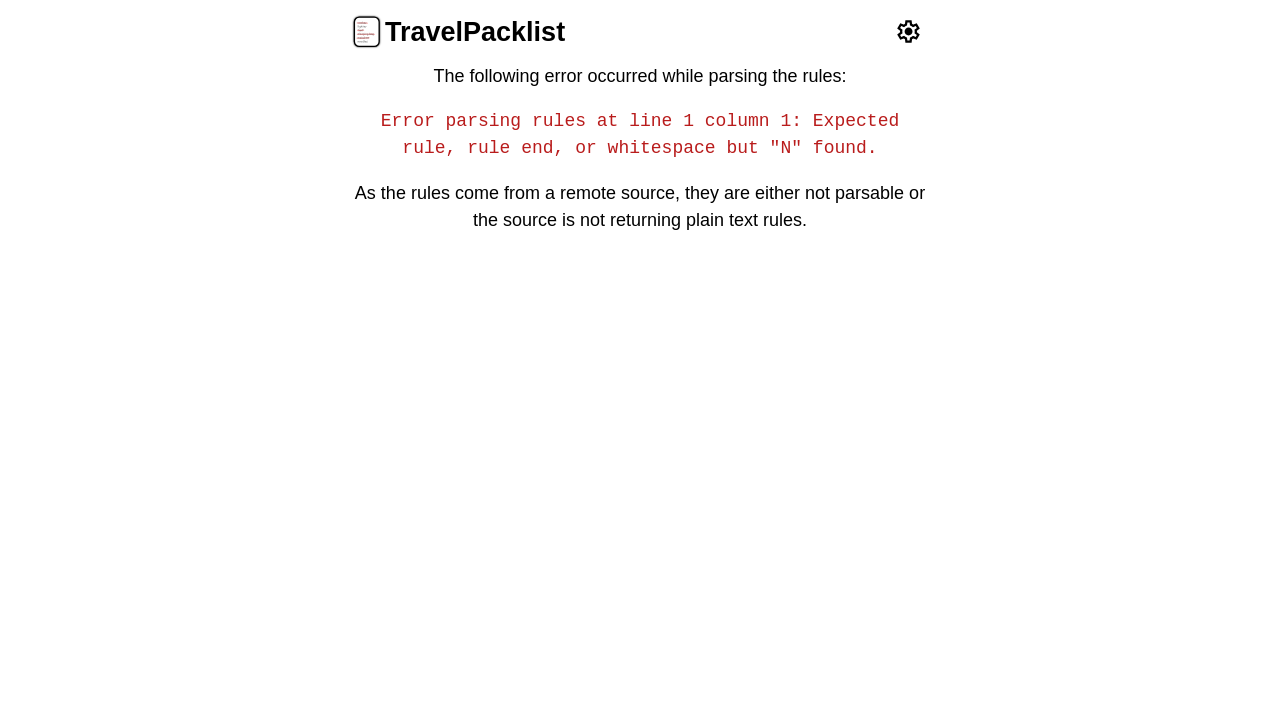 TravelPacklist
The following error occurred while parsing the rules:
Error parsing rules at line 1 column 1: Expected
rule, rule end, or whitespace but "N" found.
As the rules come from a remote source, they are either not parsable or
the source is not returning plain text rules.